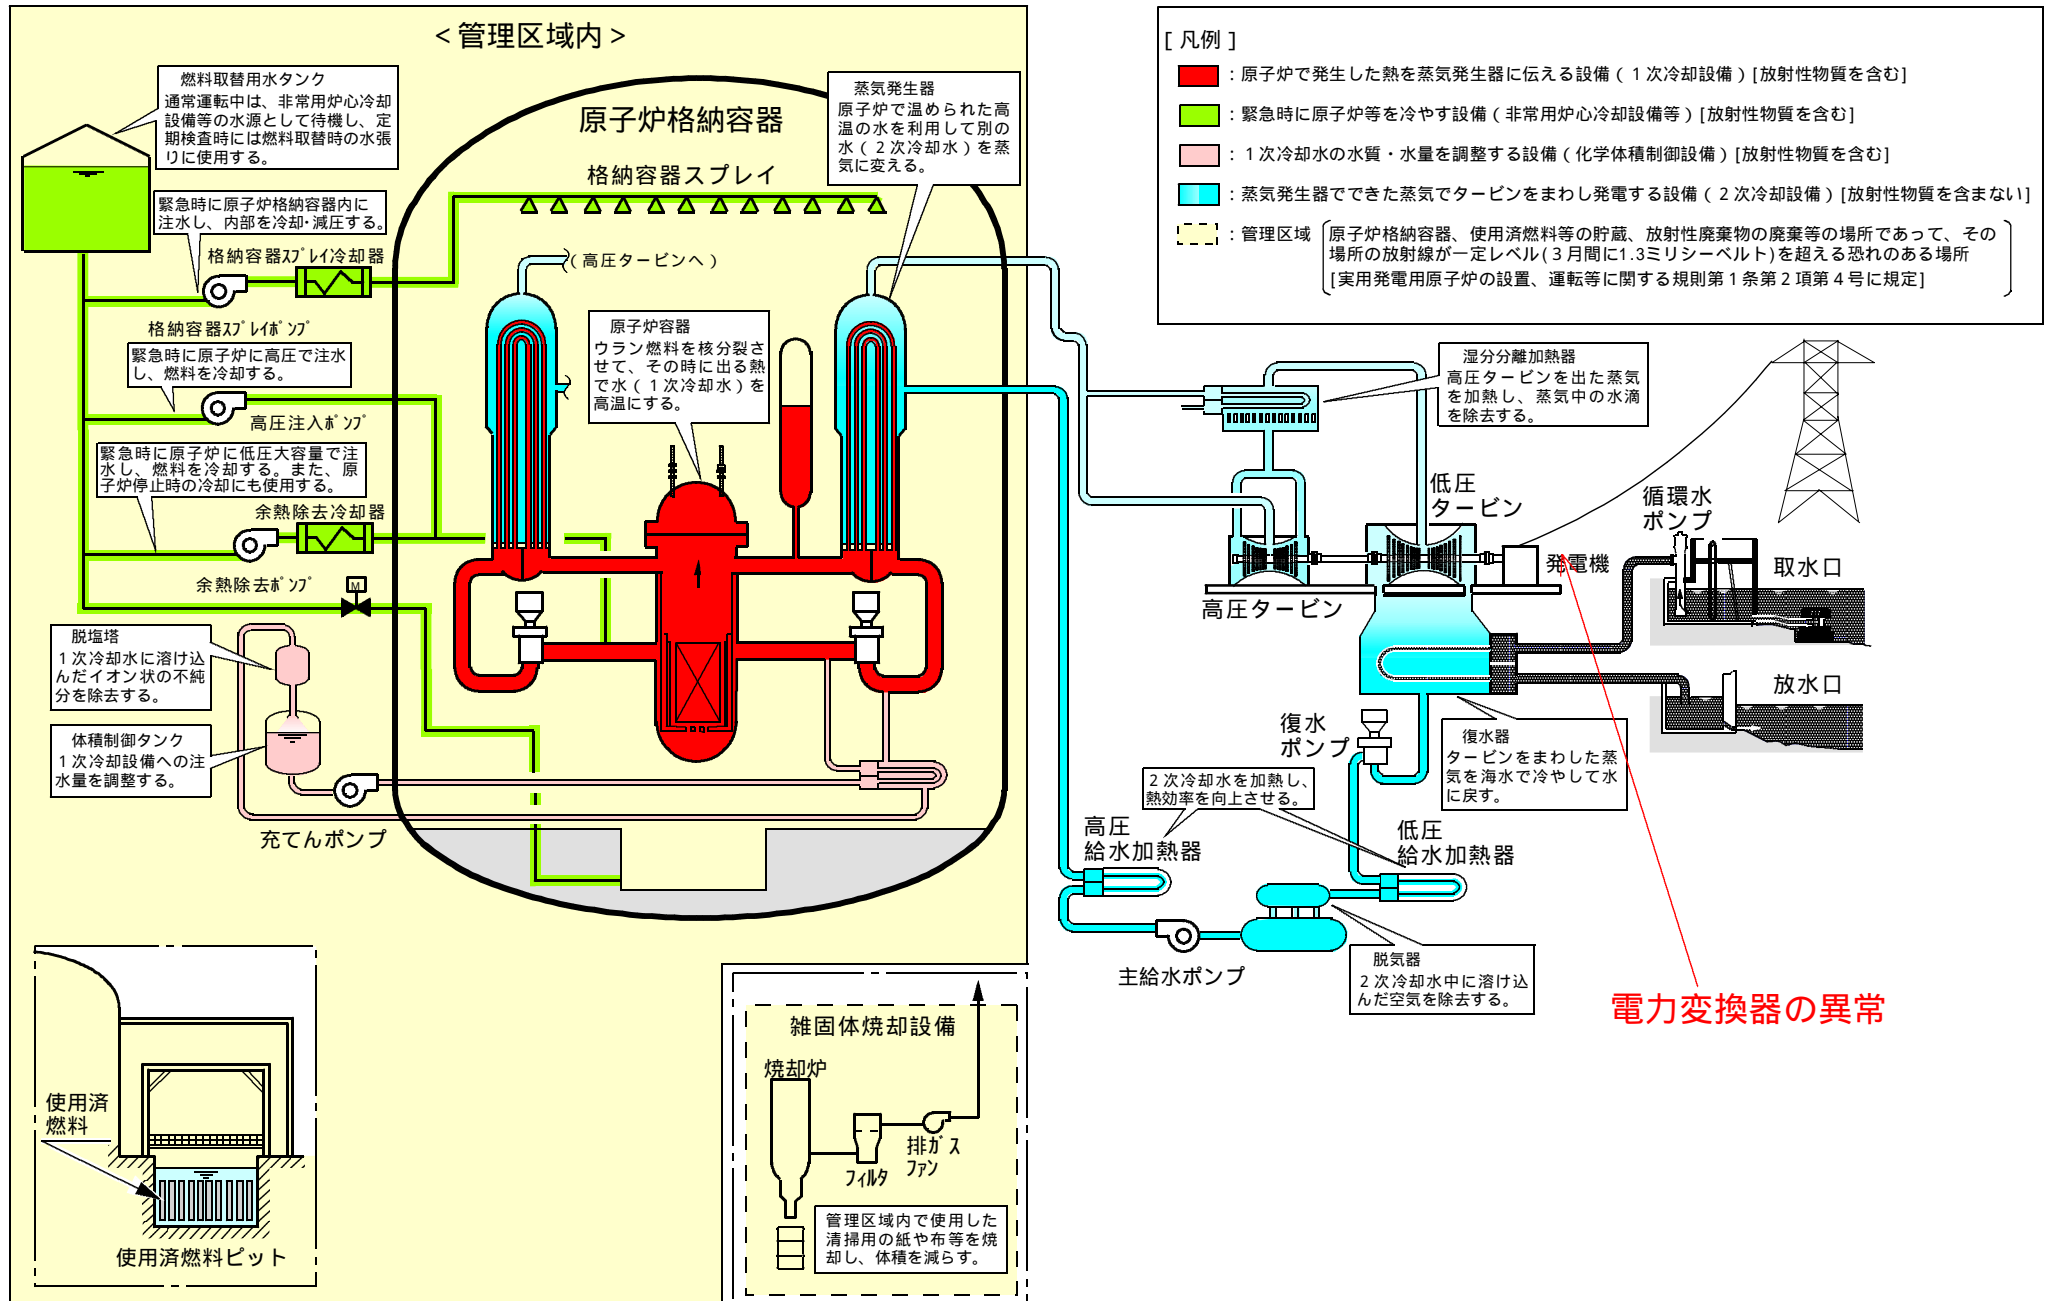 <管理区域内>
燃料取替用水タンク
通常運転中は、非常用炉心冷却
設備等の水源として待機し、定
期検査時には燃料取替時の水張
りに使用する。
緊急時に原子炉格納容器内に
注水し、内部を冷却・減圧する。
格納容器ｽﾌﾟﾚｲ冷却器
格納容器ｽﾌﾟﾚｲﾎﾟﾝﾌﾟ
緊急時に原子炉に高圧で注水
し、燃料を冷却する。
高圧注入ﾎﾟﾝﾌﾟ
緊急時に原子炉に低圧大容量で注
水し、燃料を冷却する。また、原
子炉停止時の冷却にも使用する。
余熱除去冷却器
余熱除去ﾎﾟﾝﾌﾟ
M
脱塩塔
１次冷却水に溶け込
んだイオン状の不純
分を除去する。
体積制御タンク
１次冷却設備への注
水量を調整する。
充てんポンプ
原子炉格納容器
格納容器スプレイ
(高圧タービンへ)
蒸気発生器
原子炉で温められた高
温の水を利用して別の
水(２次冷却水)を蒸
気に変える。
原子炉容器
ウラン燃料を核分裂さ
せて、その時に出る熱
で水(１次冷却水)を
高温にする。
[凡例]
：原子炉で発生した熱を蒸気発生器に伝える設備(１次冷却設備)[放射性物質を含む]
：緊急時に原子炉等を冷やす設備(非常用炉心冷却設備等)[放射性物質を含む]
：１次冷却水の水質・水量を調整する設備(化学体積制御設備)[放射性物質を含む]
：蒸気発生器でできた蒸気でタービンをまわし発電する設備(２次冷却設備)[放射性物質を含まない]
：管理区域
原子炉格納容器、使用済燃料等の貯蔵、放射性廃棄物の廃棄等の場所であって、その
場所の放射線が一定レベル(３月間に1.3ミリシーベルト)を超える恐れのある場所
[実用発電用原子炉の設置、運転等に関する規則第１条第２項第４号に規定]
湿分分離加熱器
高圧タービンを出た蒸気
を加熱し、蒸気中の水滴
を除去する。
低圧
タービン
高圧タービン
発電機
循環水
ポンプ
取水口
放水口
復水
ポンプ
復水器
タービンをまわした蒸
気を海水で冷やして水
に戻す。
２次冷却水を加熱し、
熱効率を向上させる。
高圧
給水加熱器
低圧
給水加熱器
主給水ポンプ
脱気器
２次冷却水中に溶け込
んだ空気を除去する。
電力変換器の異常
使用済
燃料
使用済燃料ピット
雑固体焼却設備
焼却炉
ﾌｨﾙﾀ
排ｶﾞｽ
ﾌｧﾝ
管理区域内で使用した
清掃用の紙や布等を焼
却し、体積を減らす。